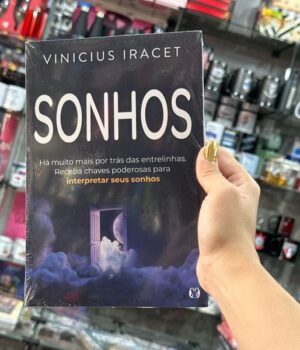 VINICIUS IRACET
SONHOS
Há muito mais por trás das entrelinhas.
Receba chaves poderosas para
interpretar seus sonhos